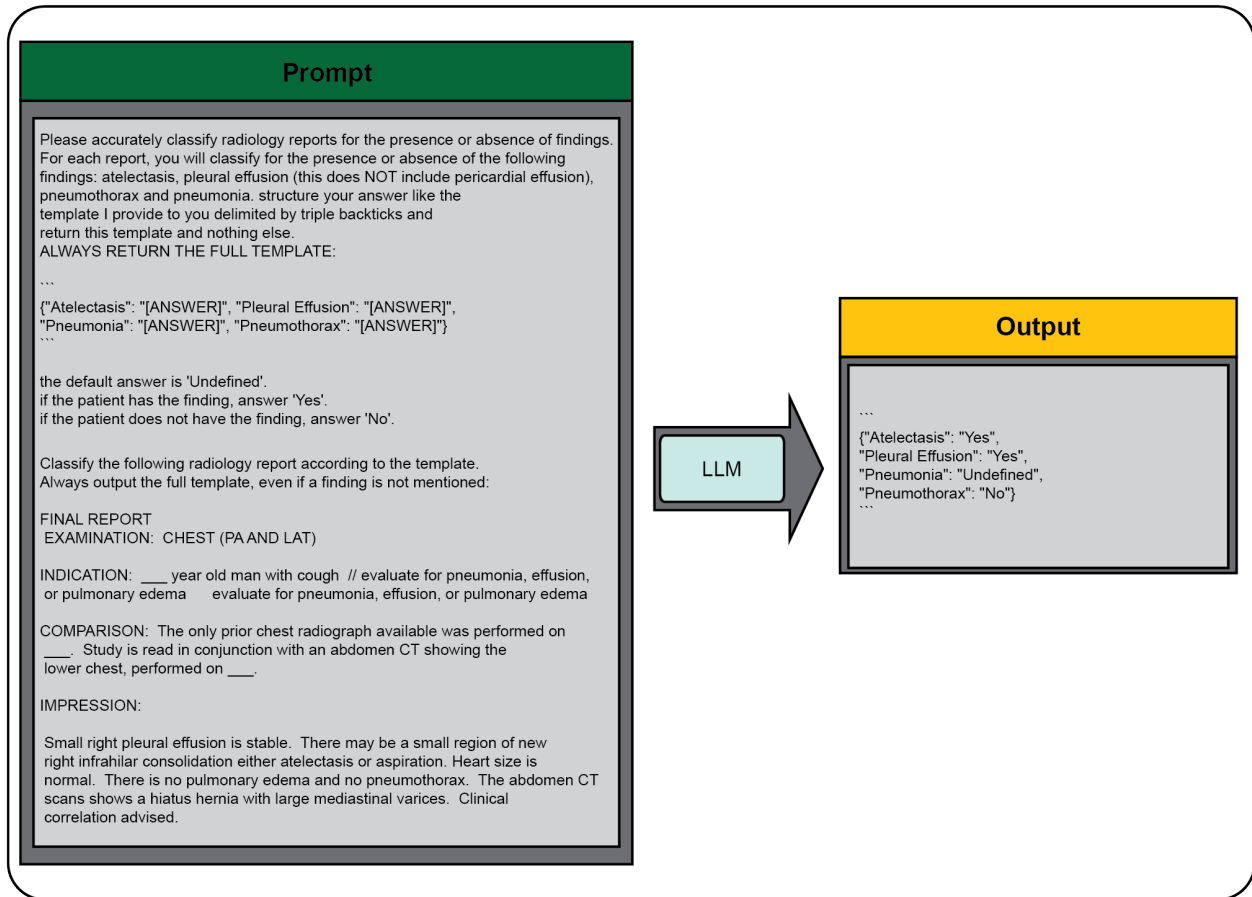 Prompt
Please accurately classify radiology reports for the presence or absence of findings.
For each report, you will classify for the presence or absence of the following
findings: atelectasis, pleural effusion (this does NOT include pericardial effusion),
pneumothorax and pneumonia. structure your answer like the
template I provide to you delimited by triple backticks and
return this template and nothing else.
ALWAYS RETURN THE FULL TEMPLATE:
```
{"Atelectasis": "[ANSWER]", "Pleural Effusion": "[ANSWER]",
"Pneumonia": "[ANSWER]", "Pneumothorax": "[ANSWER]"}
```
the default answer is 'Undefined'.
if the patient has the finding, answer 'Yes'.
if the patient does not have the finding, answer 'No'.
Classify the following radiology report according to the template.
Always output the full template, even if a finding is not mentioned:
FINAL REPORT
EXAMINATION: CHEST (PA AND LAT)
INDICATION: ___ year old man with cough // evaluate for pneumonia, effusion,
or pulmonary edema evaluate for pneumonia, effusion, or pulmonary edema
COMPARISON: The only prior chest radiograph available was performed on
___. Study is read in conjunction with an abdomen CT showing the
lower chest, performed on ___.
IMPRESSION:
Small right pleural effusion is stable. There may be a small region of new
right infrahilar consolidation either atelectasis or aspiration. Heart size is
normal. There is no pulmonary edema and no pneumothorax. The abdomen CT
scans shows a hiatus hernia with large mediastinal varices. Clinical
correlation advised.
LLM
Output
```
{"Atelectasis": "Yes",
"Pleural Effusion": "Yes",
"Pneumonia": "Undefined",
"Pneumothorax": "No"}
```